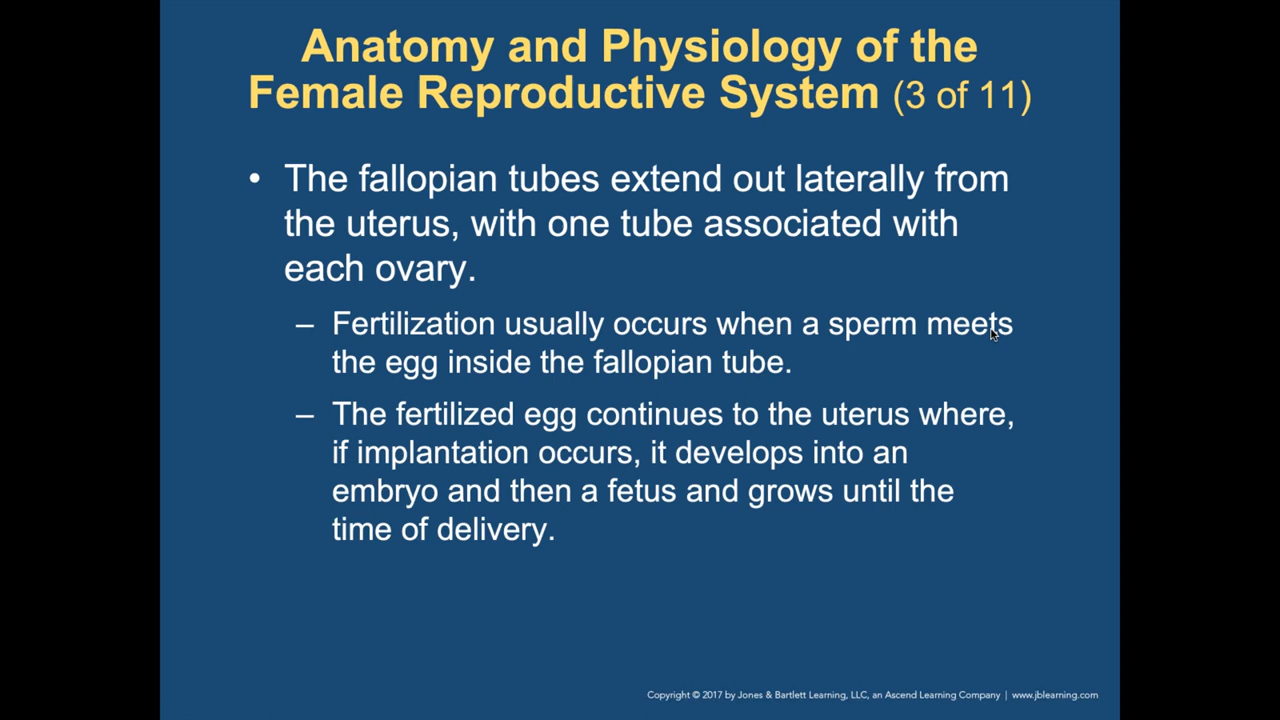 Anatomy and Physiology of the
Female Reproductive System (3 of 11)
• The fallopian tubes extend out laterally from
the uterus, with one tube associated with
each ovary.
– Fertilization usually occurs when a sperm meets
the egg inside the fallopian tube.
– The fertilized egg continues to the uterus where,
if implantation occurs, it develops into an
embryo and then a fetus and grows until the
time of delivery.
Copyright © 2017 by Jones & Bartlett Learning, LLC, an Ascend Learning Company | www.jblearning.com